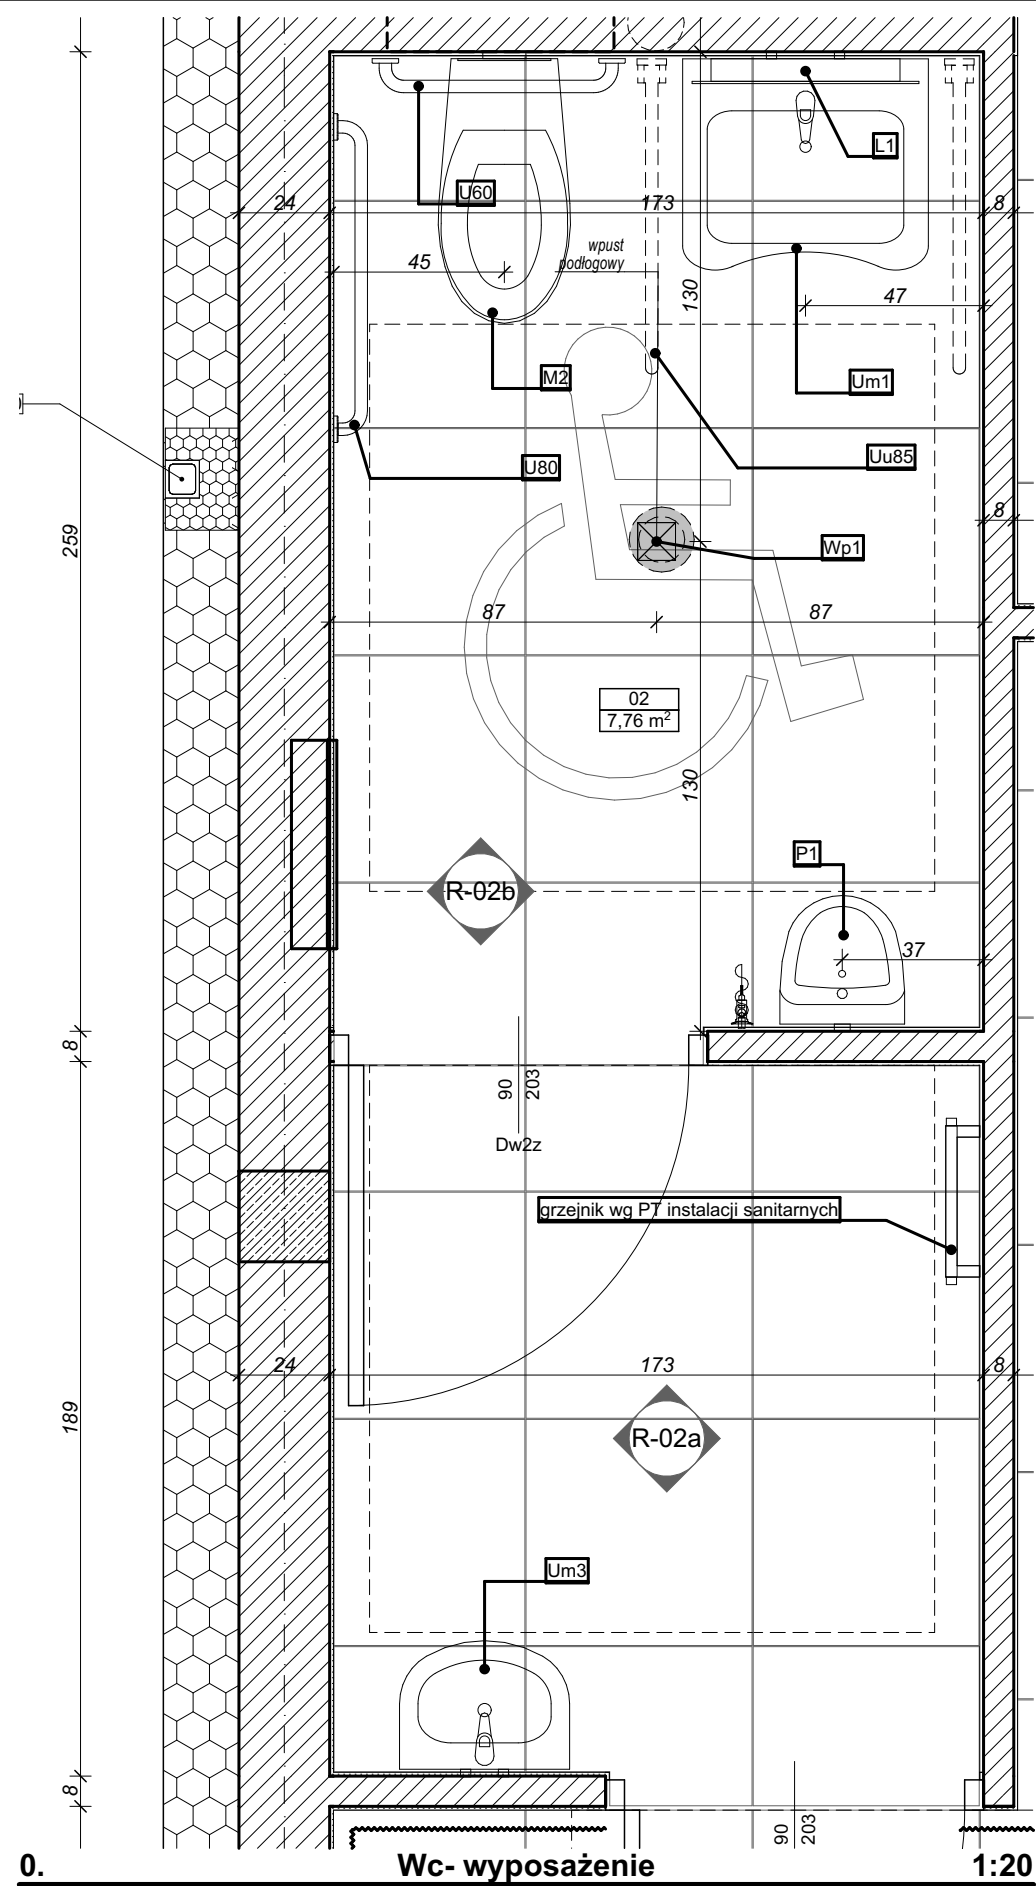 L1
U60
24
173
8
45
wpust
podłogowy
130
47
M2
Um1
U80
Uu85
259
8
Wp1
87
87
02
7,76 m²
130
P1
R-02b
37
8
90
203
Dw2z
grzejnik wg PT instalacji sanitarnych
24
173
8
189
R-02a
Um3
8
90
203
0. Wc- wyposażenie 1:20